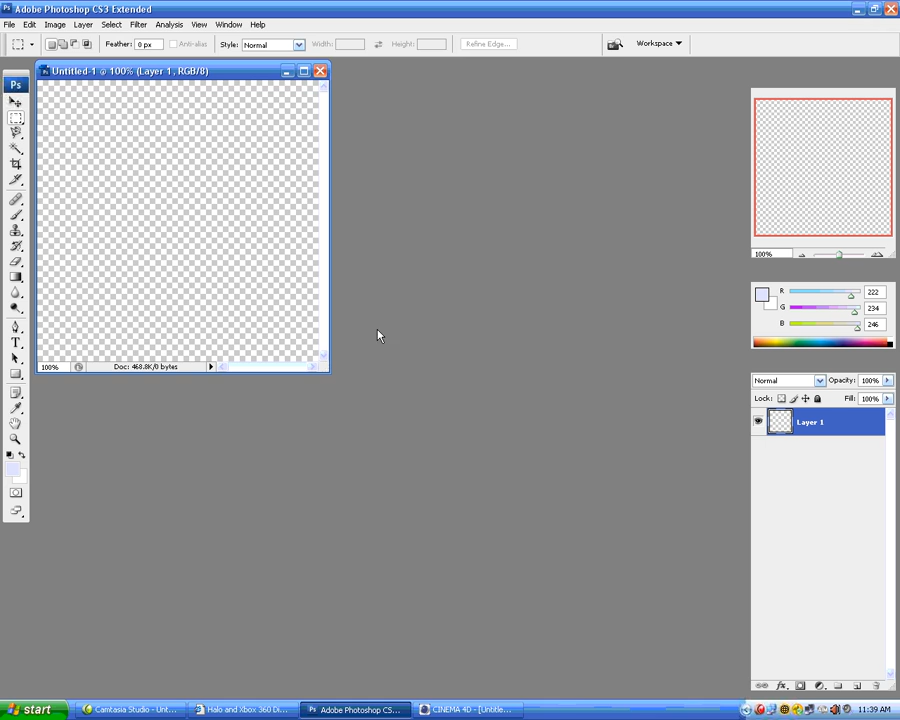 Adobe Photoshop CS3 Extended
File Edit Image Layer Select Filter Analysis View Window Help
Feather: 0 px Anti-alias Style: Normal Width: Height: Refine Edge... Workspace
Untitled-1 @ 100% (Layer 1, RGB/8)
Ps
T
100% Doc: 468.8K/0 bytes
100%
R 222
G 234
B 246
Normal Opacity: 100%
Lock: Fill: 100%
Layer 1
fx
start Camtasia Studio - Unt... Halo and Xbox 360 Di... Ps Adobe Photoshop CS... CINEMA 4D - [Untitle... 11:39 AM